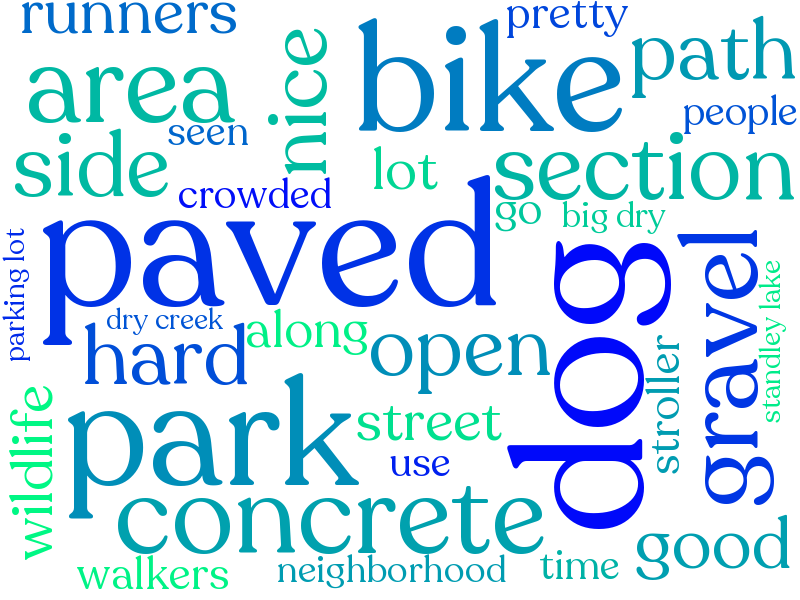 runners
pretty
bike
path
area
nice
people
seen
side
lot
section
crowded
paved
go
big dry
dog
gravel
parking lot
standley lake
dry creek
along
hard
open
stroller
park
wildlife
street
use
concrete
good
walkers
neighborhood
time